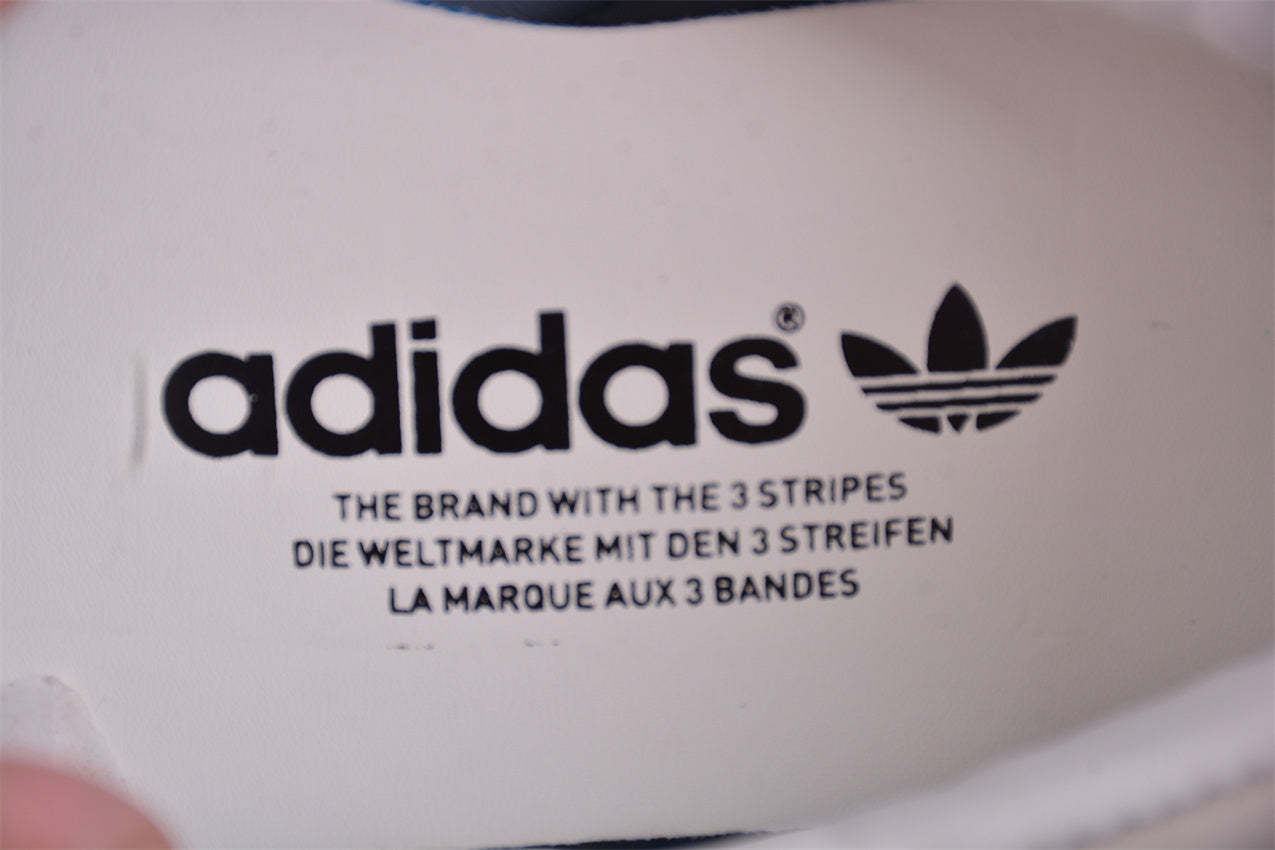 adidas®
THE BRAND WITH THE 3 STRIPES
DIE WELTMARKE MIT DEN 3 STREIFEN
LA MARQUE AUX 3 BANDES